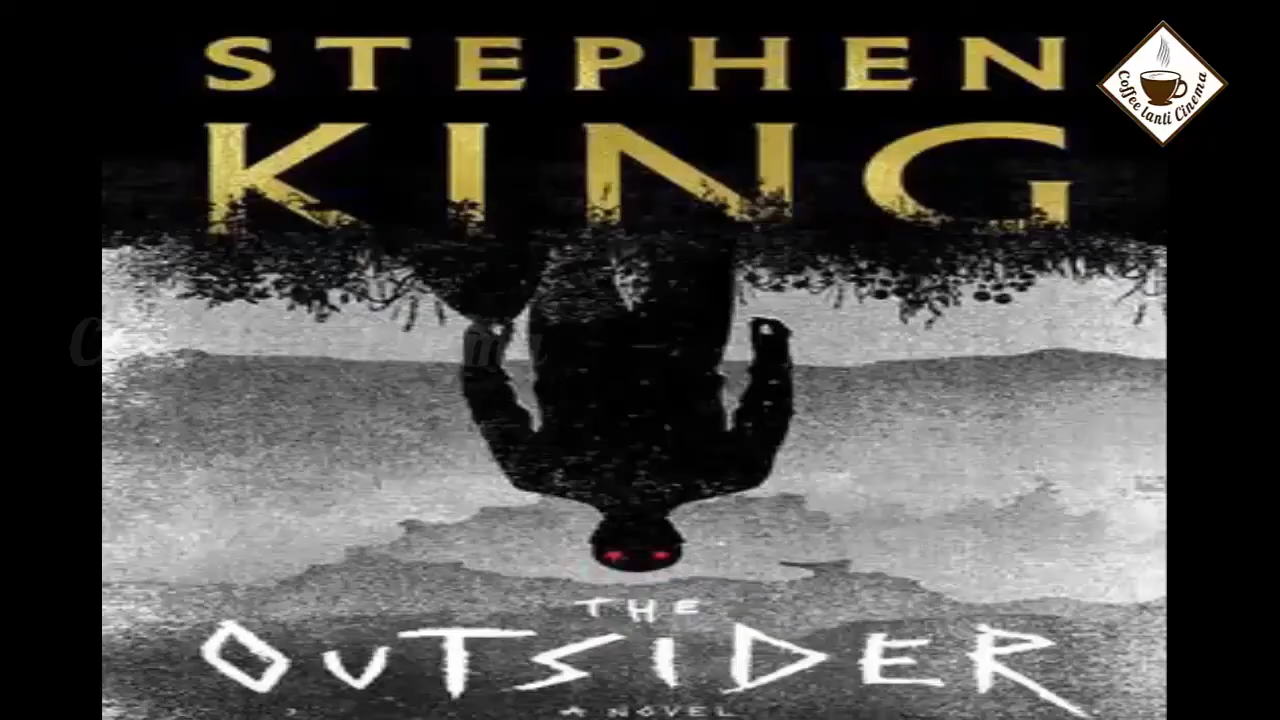 STEPHEN
KING
Coffee lanti Cinema
THE
OUTSIDER
A NOVEL